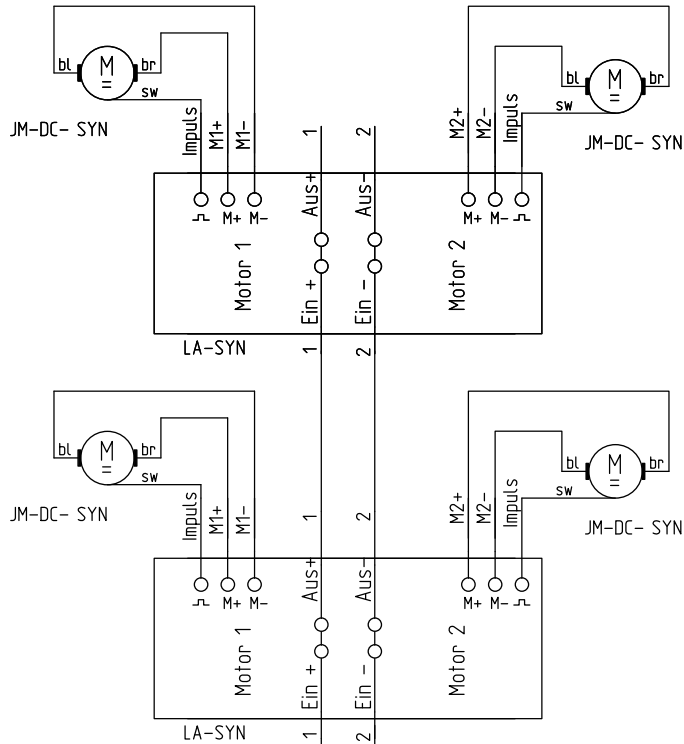 bl
M
=
br
sw
JM-DC- SYN
Impuls
M1+
M1-
1
2
M2+
M2-
Impuls
bl
M
=
br
sw
JM-DC- SYN
M+ M-
Motor 1
Aus+
Aus-
Ein +
Ein -
M+ M-
Motor 2
LA-SYN
1
2
bl
M
=
br
sw
JM-DC- SYN
Impuls
M1+
M1-
1
2
M2+
M2-
Impuls
bl
M
=
br
sw
JM-DC- SYN
M+ M-
Motor 1
Aus+
Aus-
Ein +
Ein -
M+ M-
Motor 2
LA-SYN
1
2